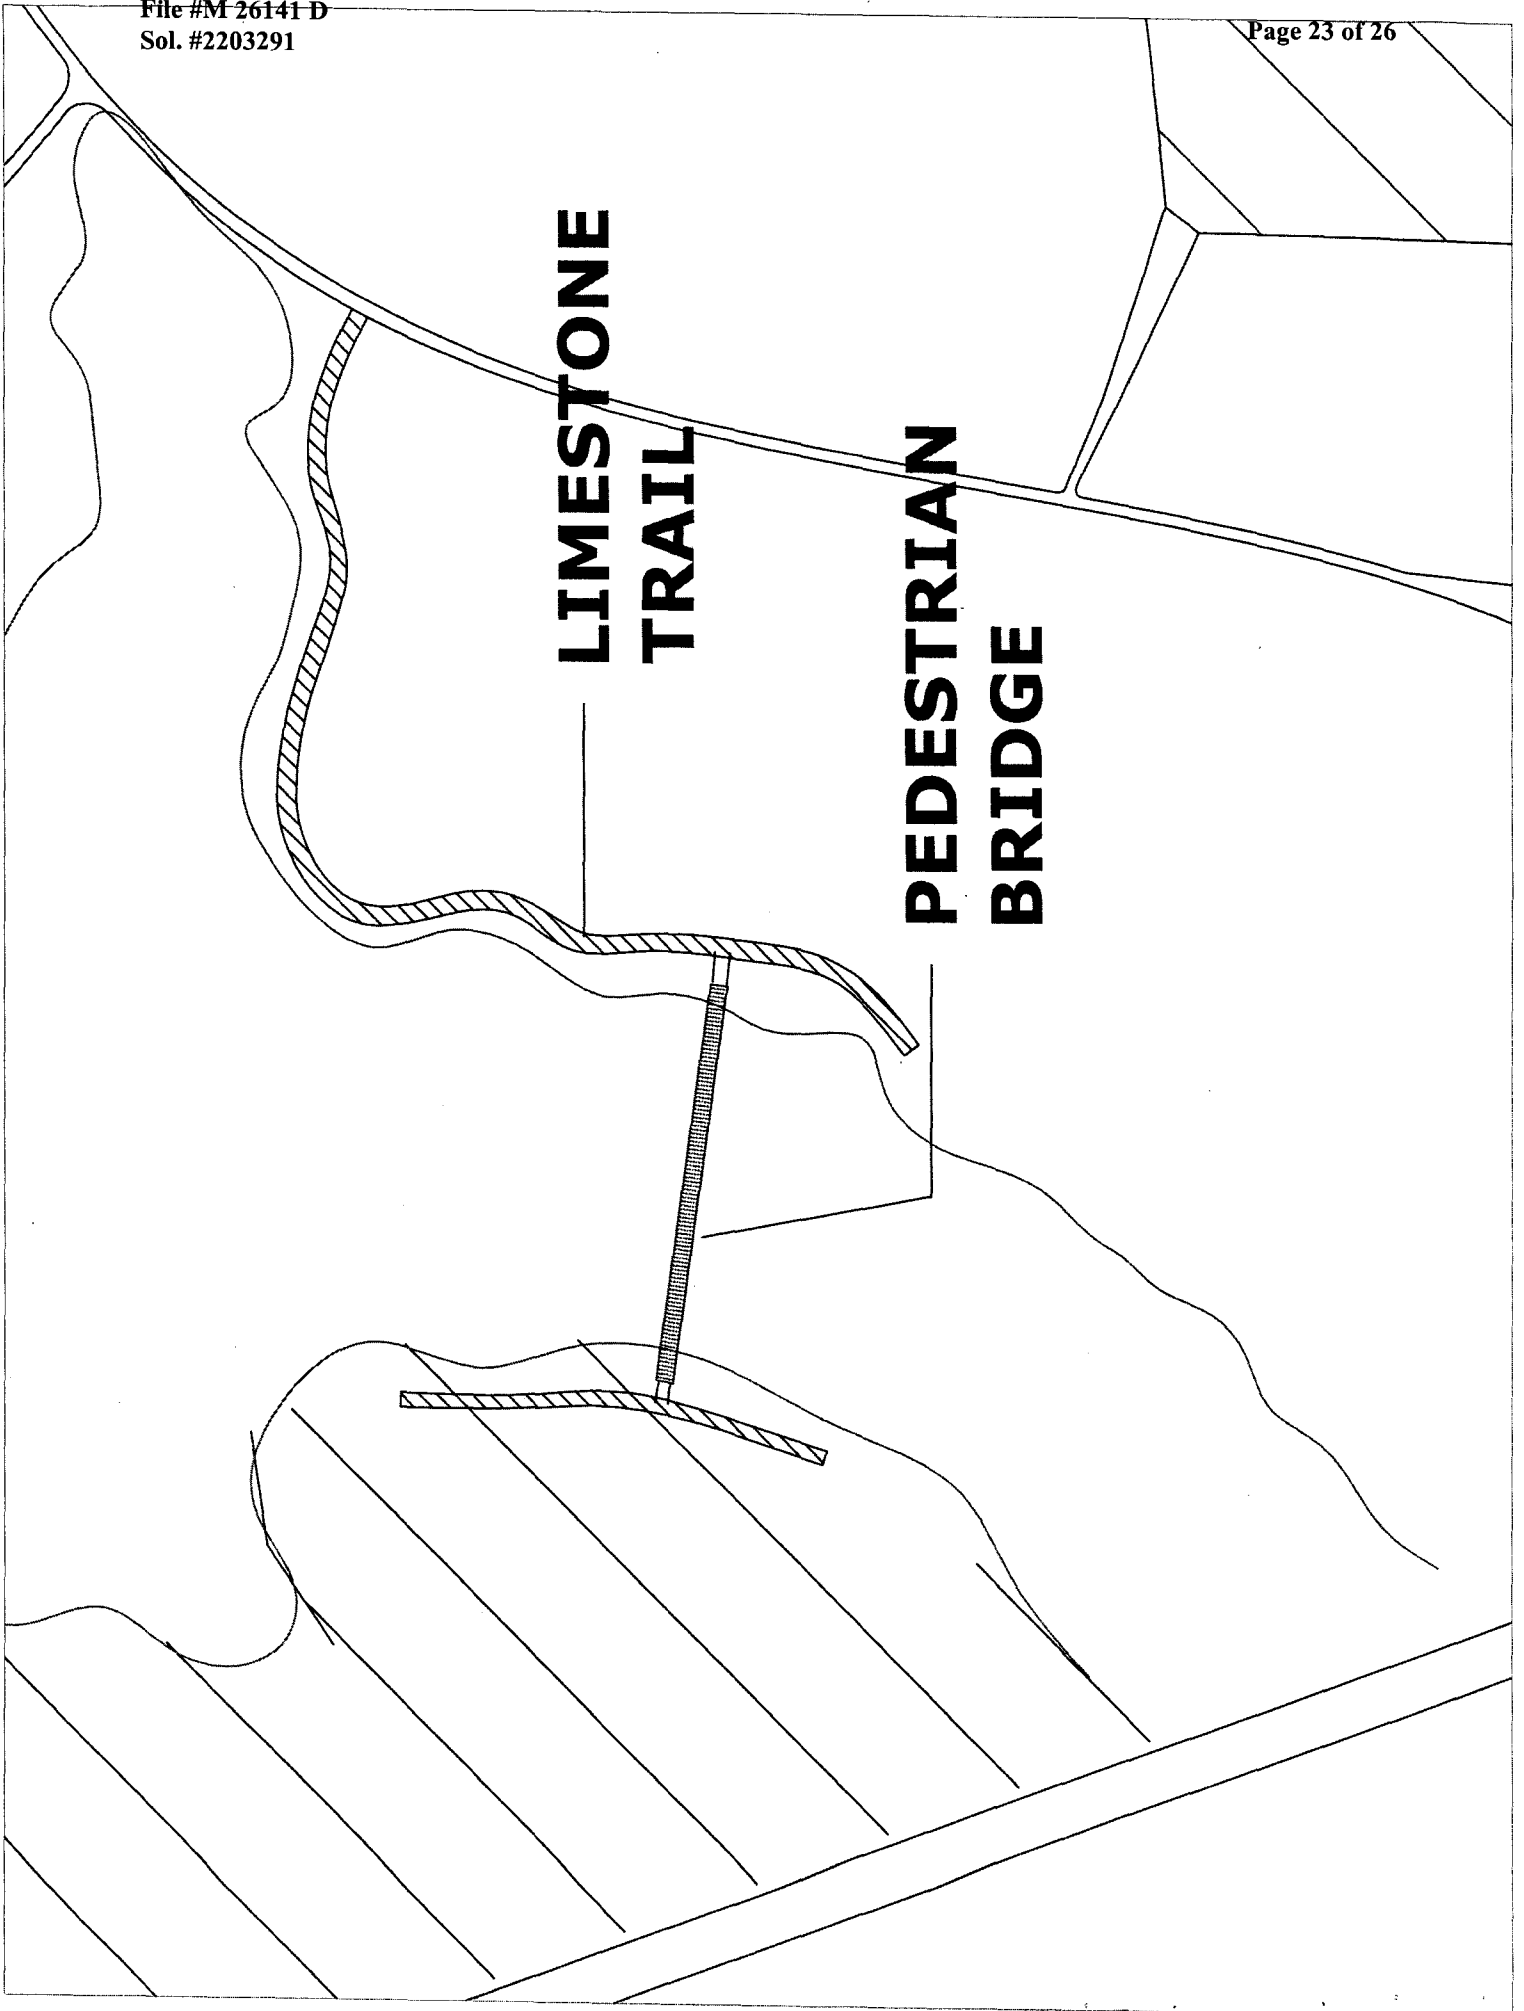 File #M 26141 D
Sol. #2203291
Page 23 of 26
LIMESTONE
TRAIL
PEDESTRIAN
BRIDGE